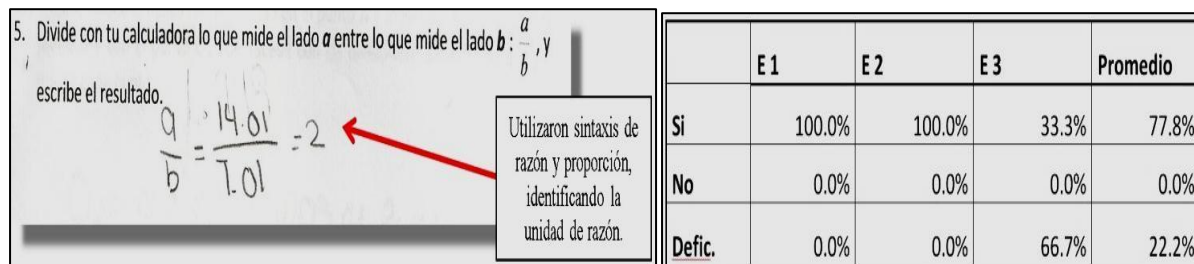 5. Divide con tu calculadora lo que mide el lado a entre lo que mide el lado b : a/b , y
escribe el resultado.
a/b = 14.01/7.01 = 2
Utilizaron sintaxis de
razón y proporción,
identificando la
unidad de razón.
E 1 E 2 E 3 Promedio
Si 100.0% 100.0% 33.3% 77.8%
No 0.0% 0.0% 0.0% 0.0%
Defic. 0.0% 0.0% 66.7% 22.2%